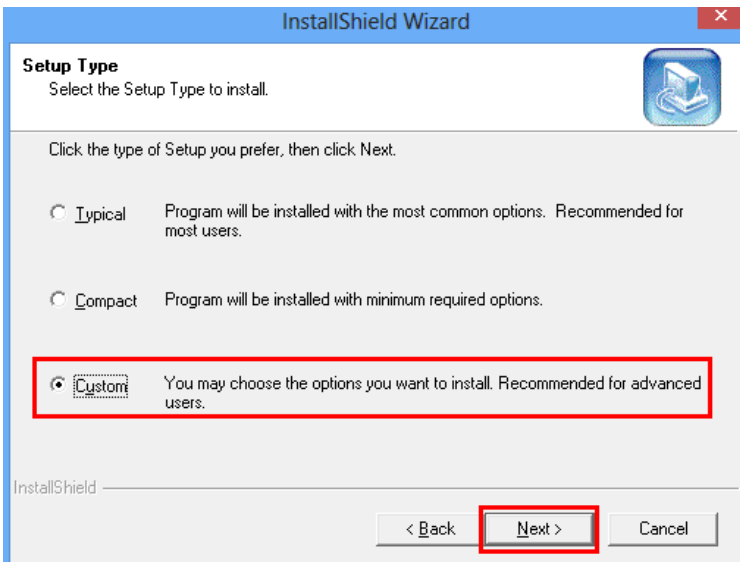 InstallShield Wizard
Setup Type
Select the Setup Type to install.
Click the type of Setup you prefer, then click Next.
Typical Program will be installed with the most common options. Recommended for
most users.
Compact Program will be installed with minimum required options.
Custom You may choose the options you want to install. Recommended for advanced
users.
InstallShield
< Back Next > Cancel